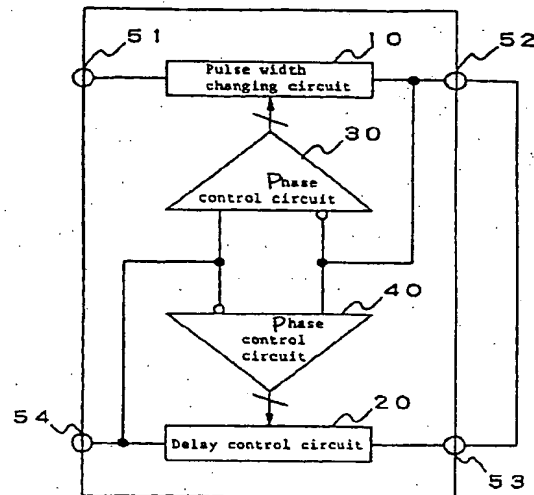 51
10
52
Pulse width
changing circuit
30
Phase
control circuit
40
Phase
control
circuit
54
20
Delay control circuit
53